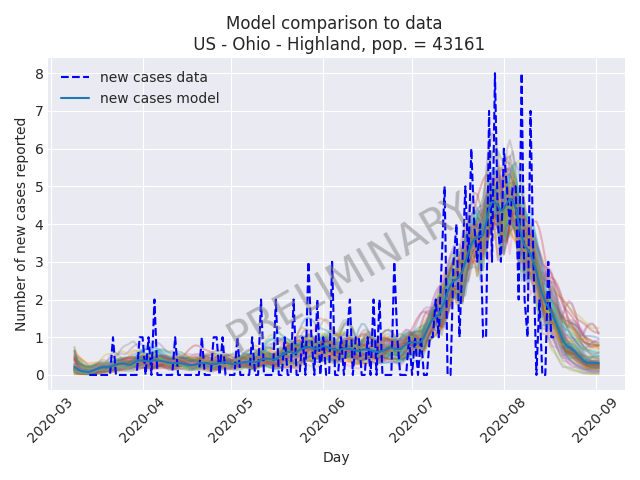 Model comparison to data
US - Ohio - Highland, pop. = 43161
new cases data
new cases model
PRELIMINARY
Number of new cases reported
8
7
6
5
4
3
2
1
0
2020-03
2020-04
2020-05
2020-06
2020-07
2020-08
2020-09
Day